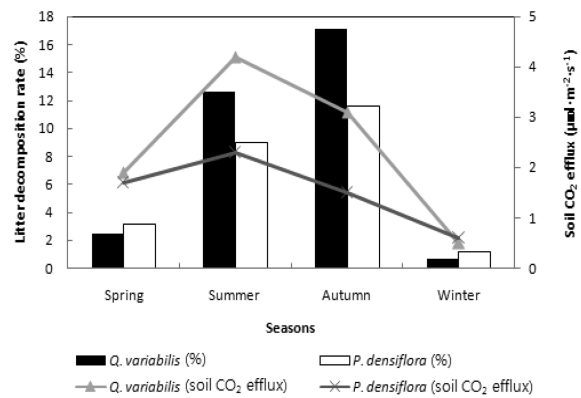 Litter decomposition rate (%)
18
16
14
12
10
8
6
4
2
0
5
4
3
2
1
0
Soil CO2 efflux (μmol·m-2·s-1)
Spring Summer Autumn Winter
Seasons
Q. variabilis (%) P. densiflora (%)
Q. variabilis (soil CO2 efflux) P. densiflora (soil CO2 efflux)